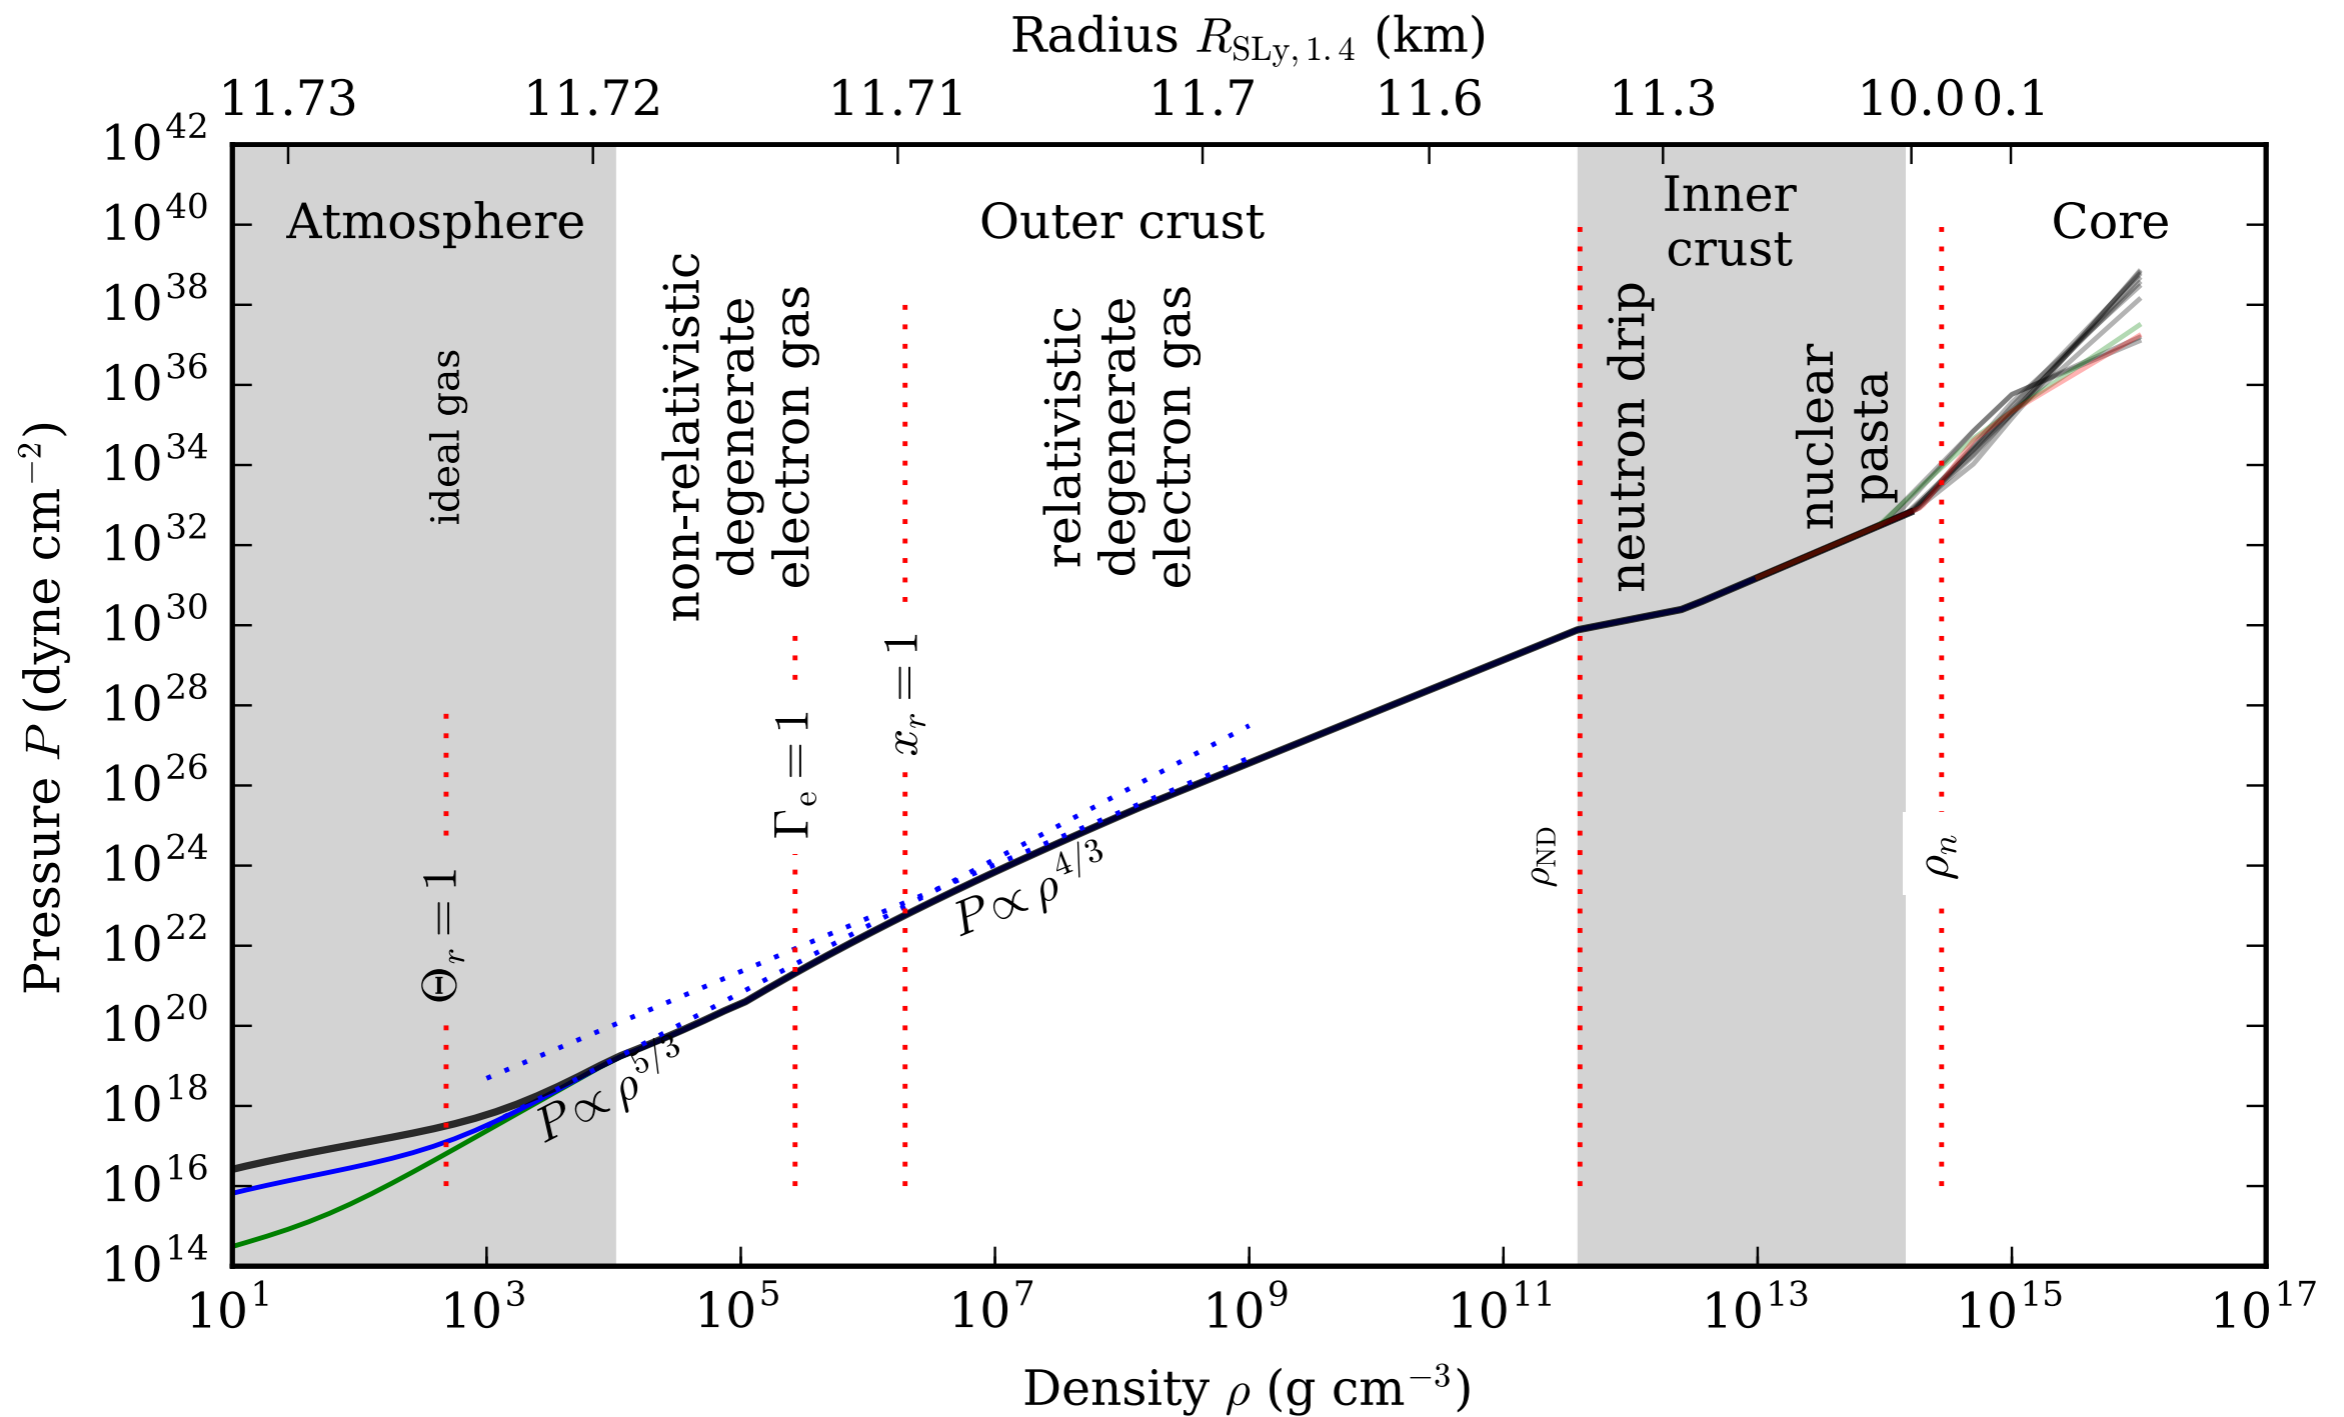 Radius R_SLy, 1.4 (km)
11.73 11.72 11.71 11.7 11.6 11.3 10.0 0.1
Atmosphere
Outer crust
Inner
crust
Core
ideal gas
non-relativistic
degenerate
electron gas
relativistic
degenerate
electron gas
neutron drip
nuclear
pasta
Θ_r = 1
Γ_e = 1
x_r = 1
ρ_ND
ρ_n
P ∝ ρ^5/3
P ∝ ρ^4/3
Pressure P (dyne cm^−2)
10^42
10^40
10^38
10^36
10^34
10^32
10^30
10^28
10^26
10^24
10^22
10^20
10^18
10^16
10^14
10^1 10^3 10^5 10^7 10^9 10^11 10^13 10^15 10^17
Density ρ (g cm^−3)